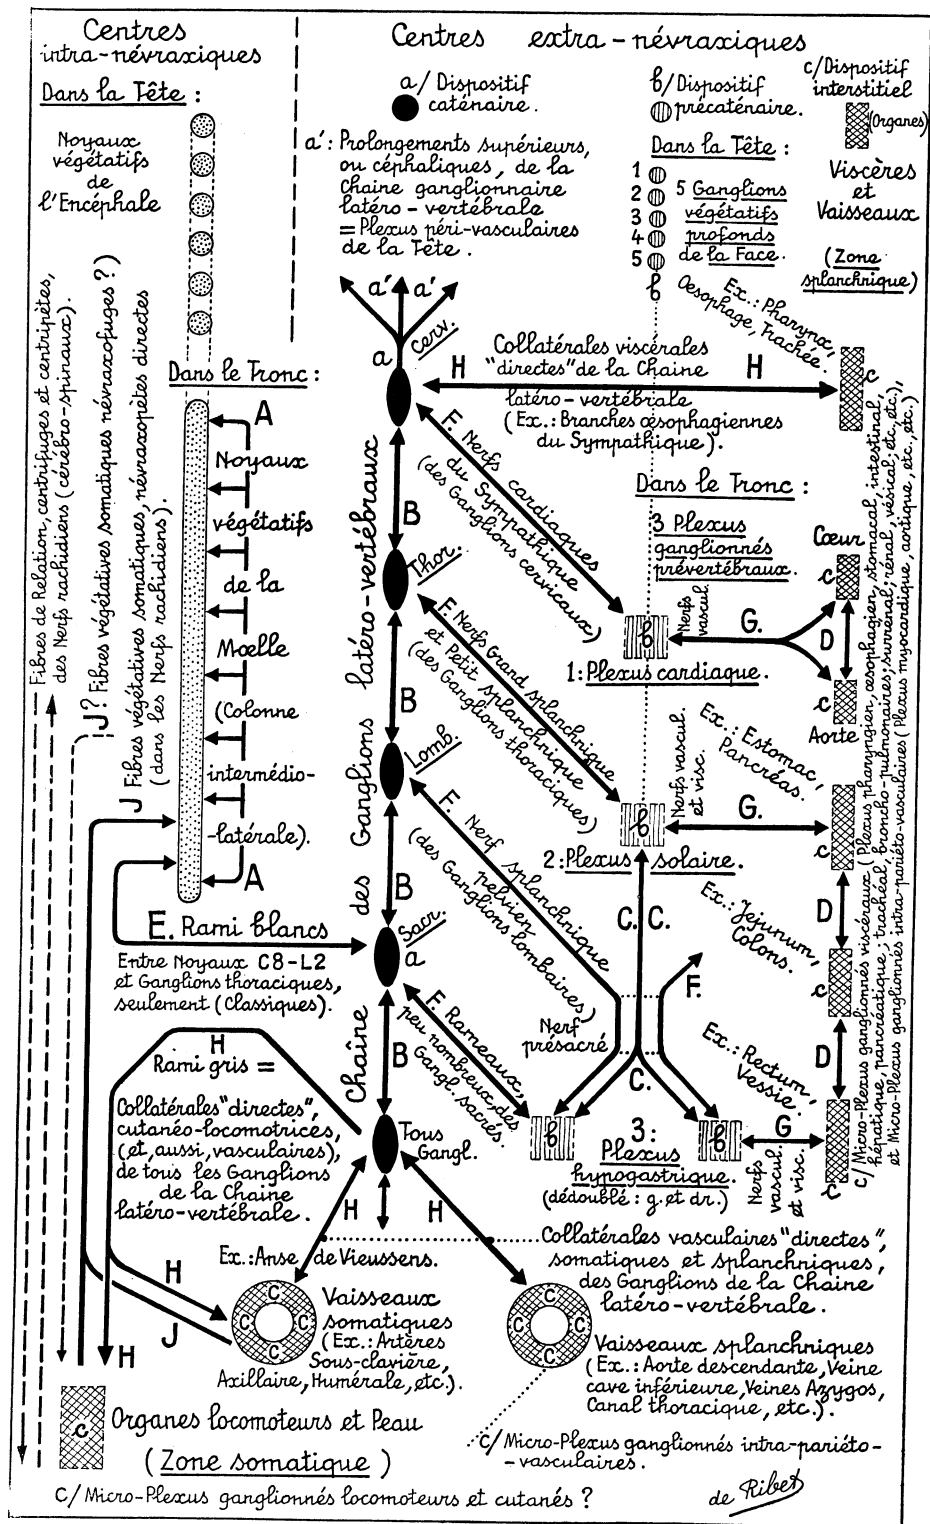 Centres
intra-névraxiques
Dans la Tête :
Noyaux
végétatifs
de
l'Encéphale
Centres extra-névraxiques
a/ Dispositif
caténaire.
a' : Prolongements supérieurs,
ou céphaliques, de la
Chaine ganglionnaire
latéro-vertébrale
= Plexus péri-vasculaires
de la Tête.
b/ Dispositif
précaténaire.
Dans la Tête :
1
2
3
4
5
5 Ganglions
végétatifs
profonds
de la Face.
b
c/ Dispositif
interstitiel
(Organes)
Viscères
et
Vaisseaux
(Zone
splanchnique)
a' a'
a
cerv.
Ex.: Pharynx,
Œsophage, Trachée.
c
Collatérales viscérales
H "directes" de la Chaine H
latéro-vertébrale
(Ex.: Branches œsophagiennes
du Sympathique).
Dans le Tronc :
A
Noyaux
végétatifs
de la
Moelle
(Colonne
intermédio-
-latérale).
A
Fibres de Relation, centrifuges et centripètes,
des Nerfs rachidiens (cérébro-spinaux).
J? Fibres végétatives somatiques névraxofuges ?)
J Fibres végétatives somatiques, névraxopètes directes
(dans les Nerfs rachidiens).
Chaîne des Ganglions latéro-vertébraux
B
Thor.
B
Lomb.
B
Sacr.
a
B
Tous
Gangl.
F. Nerfs cardiaques
du Sympathique
(des Ganglions cervicaux)
F. Nerfs Grand splanchnique
et Petit splanchnique
(des Ganglions thoraciques)
F. Nerf splanchnique
pelvien
(des Ganglions lombaires)
F. Rameaux,
peu nombreux, des
Gangl. sacrés.
Dans le Tronc :
3 Plexus
ganglionnés
prévertébraux.
b
Nerfs
vascul.
G.
1: Plexus cardiaque.
Cœur
c
D
c
Aorte
b
Nerfs vascul.
et visc.
G.
Ex.: Estomac,
Pancréas.
c
2: Plexus solaire.
C. C.
D
Ex.: Jéjunum,
Colons.
c
F.
Nerf
présacré
C.
D
Ex.: Rectum,
Vessie.
b
b
G
Nerfs
vascul.
et visc.
c
3:
Plexus
hypogastrique.
(dédoublé : g. et dr.)
c/ Micro-Plexus ganglionnés viscéraux (Plexus pharyngien, œsophagien, stomacal, intestinal,
hépatique, pancréatique ; trachéal, broncho-pulmonaires; surrénal, rénal, vésical, etc, etc),
et Micro-Plexus ganglionnés intra-pariéto-vasculaires (Plexus myocardique, aortique, etc, etc.)
E. Rami blancs
Entre Noyaux C8-L2
et Ganglions thoraciques,
seulement (Classiques).
H
Rami gris =
Collatérales "directes",
cutanéo-locomotrices,
(et, aussi, vasculaires),
de tous les Ganglions
de la Chaine
latéro-vertébrale.
H H
Ex.: Anse de Vieussens.
Collatérales vasculaires "directes",
somatiques et splanchniques,
des Ganglions de la Chaine
latéro-vertébrale.
H
J
H
C
C C
C
Vaisseaux
somatiques
(Ex.: Artères
Sous-clavière,
Axillaire, Humérale, etc.).
C
C C
C
Vaisseaux splanchniques
(Ex.: Aorte descendante, Veine
cave inférieure, Veines Azygos,
Canal thoracique, etc.).
c/ Micro-Plexus ganglionnés intra-pariéto-
-vasculaires.
c
Organes locomoteurs et Peau
(Zone somatique)
C/ Micro-Plexus ganglionnés locomoteurs et cutanés ?
de Ribet